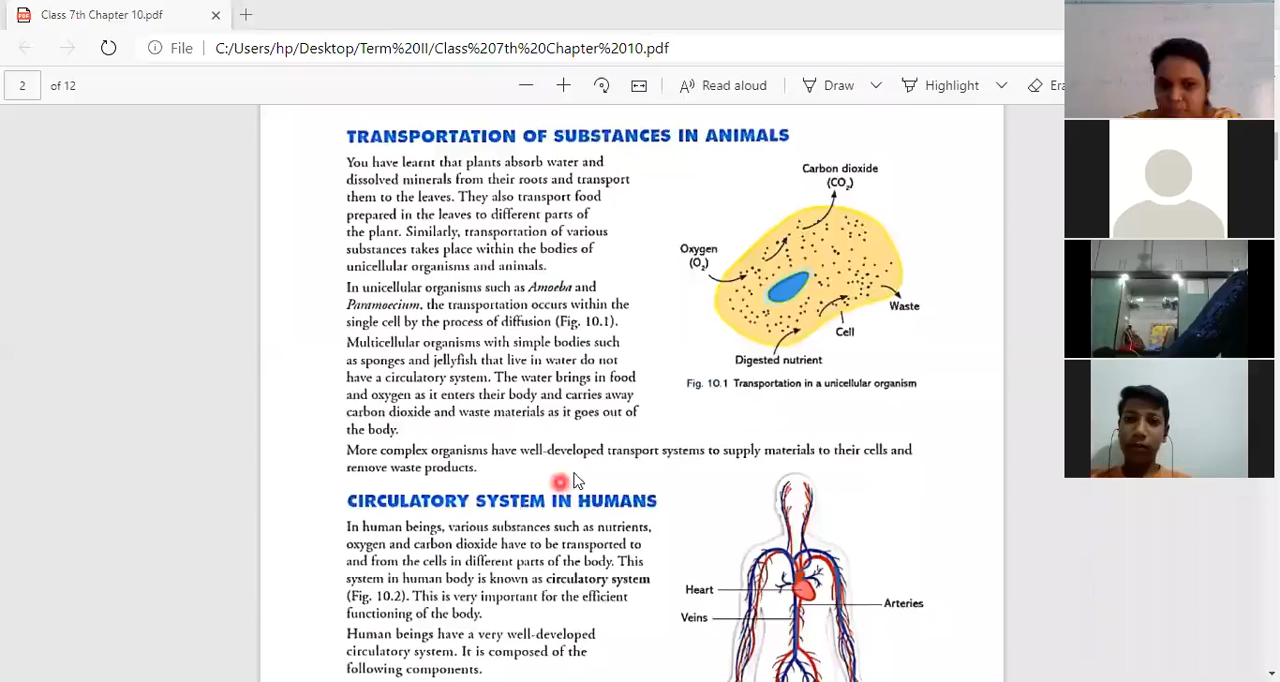 Class 7th Chapter 10.pdf
File
C:/Users/hp/Desktop/Term%20II/Class%207th%20Chapter%2010.pdf
2 of 12
Read aloud
Draw
Highlight
Era
TRANSPORTATION OF SUBSTANCES IN ANIMALS
You have learnt that plants absorb water and
dissolved minerals from their roots and transport
them to the leaves. They also transport food
prepared in the leaves to different parts of
the plant. Similarly, transportation of various
substances takes place within the bodies of
unicellular organisms and animals.
In unicellular organisms such as Amoeba and
Paramoecium, the transportation occurs within the
single cell by the process of diffusion (Fig. 10.1).
Multicellular organisms with simple bodies such
as sponges and jellyfish that live in water do not
have a circulatory system. The water brings in food
and oxygen as it enters their body and carries away
carbon dioxide and waste materials as it goes out of
the body.
Carbon dioxide
(CO₂)
Oxygen
(O₂)
Waste
Cell
Digested nutrient
Fig. 10.1 Transportation in a unicellular organism
More complex organisms have well-developed transport systems to supply materials to their cells and
remove waste products.
CIRCULATORY SYSTEM IN HUMANS
In human beings, various substances such as nutrients,
oxygen and carbon dioxide have to be transported to
and from the cells in different parts of the body. This
system in human body is known as circulatory system
(Fig. 10.2). This is very important for the efficient
functioning of the body.
Human beings have a very well-developed
circulatory system. It is composed of the
following components.
Heart
Veins
Arteries